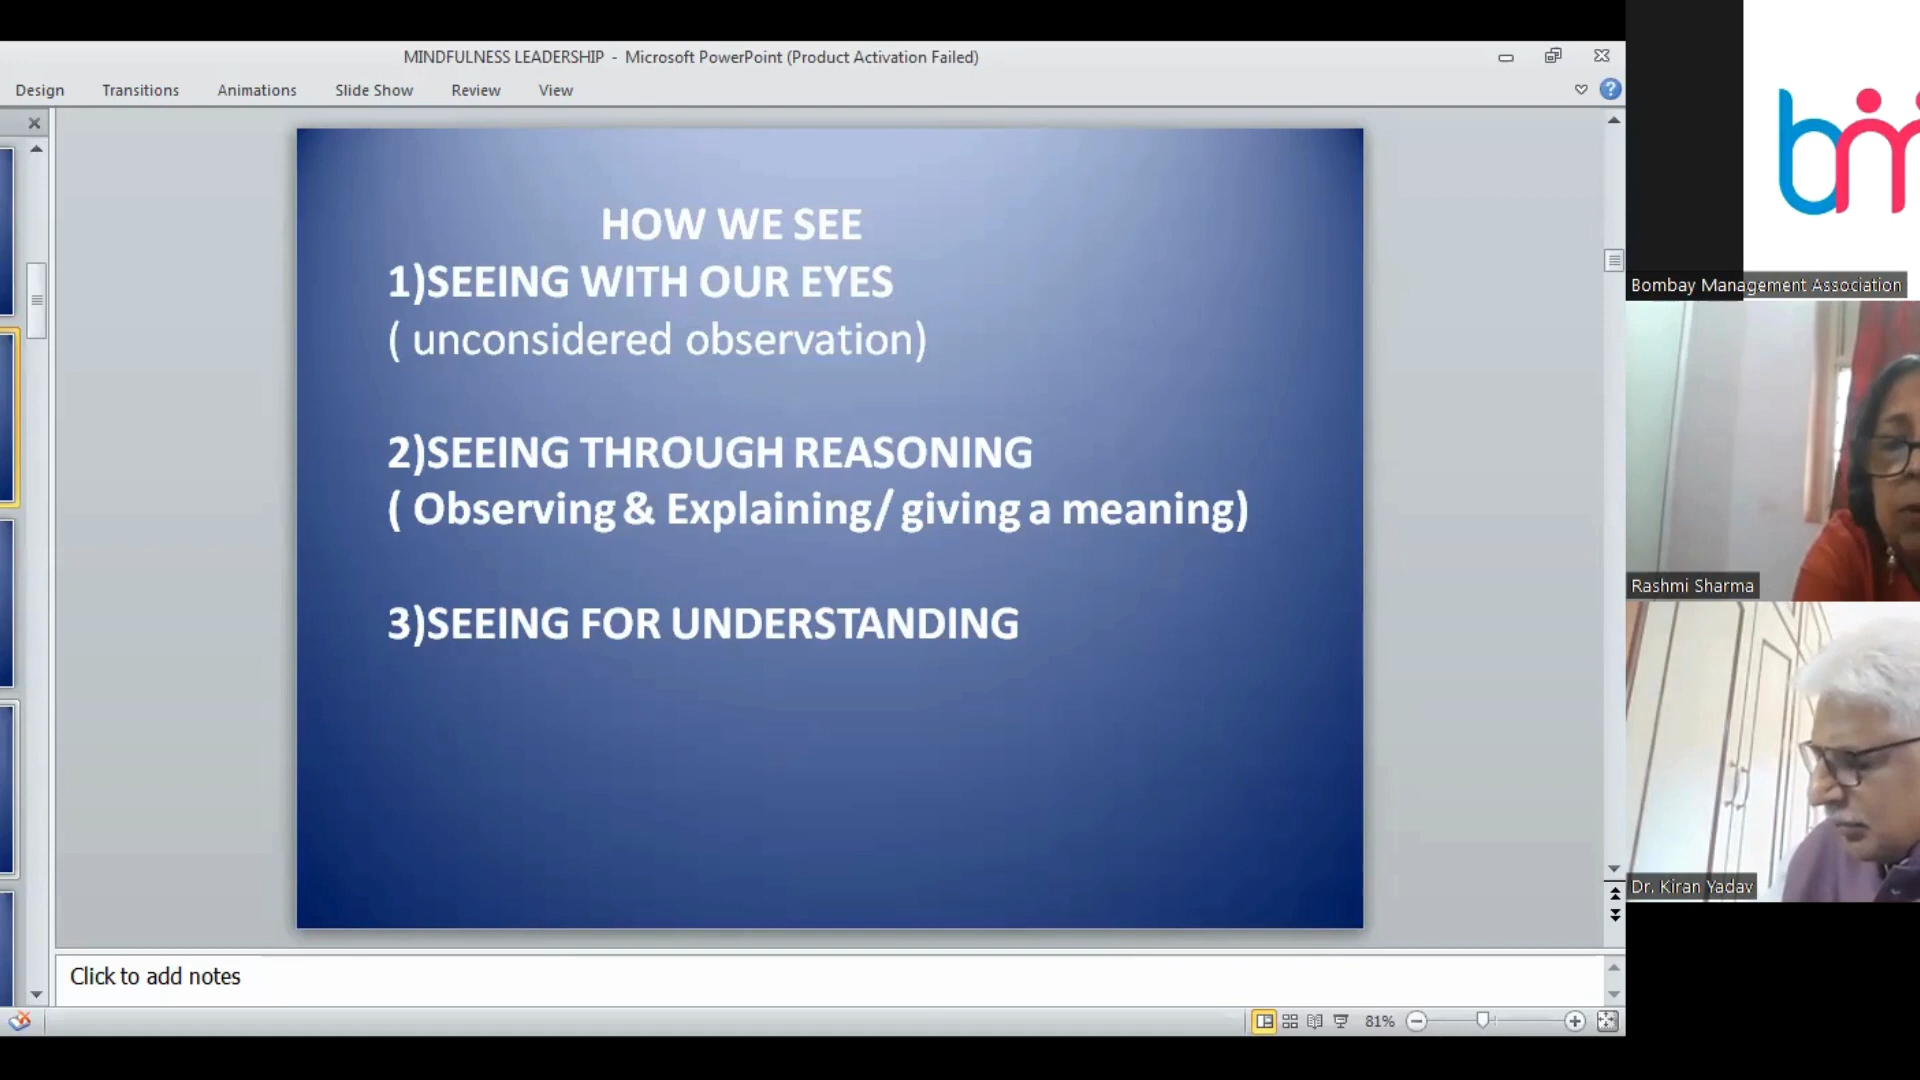 MINDFULNESS LEADERSHIP - Microsoft PowerPoint (Product Activation Failed)
Design Transitions Animations Slide Show Review View
HOW WE SEE
1)SEEING WITH OUR EYES
( unconsidered observation)
2)SEEING THROUGH REASONING
( Observing & Explaining/ giving a meaning)
3)SEEING FOR UNDERSTANDING
Click to add notes
81%
bm
Bombay Management Association
Rashmi Sharma
Dr. Kiran Yadav